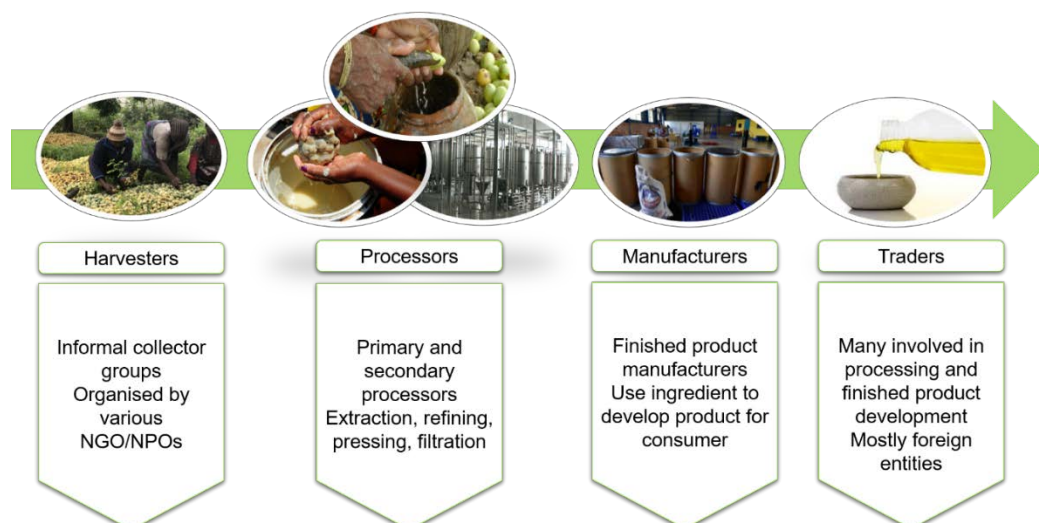 Harvesters
Informal collector
groups
Organised by
various
NGO/NPOs
Processors
Primary and
secondary
processors
Extraction, refining,
pressing, filtration
Manufacturers
Finished product
manufacturers
Use ingredient to
develop product for
consumer
Traders
Many involved in
processing and
finished product
development
Mostly foreign
entities